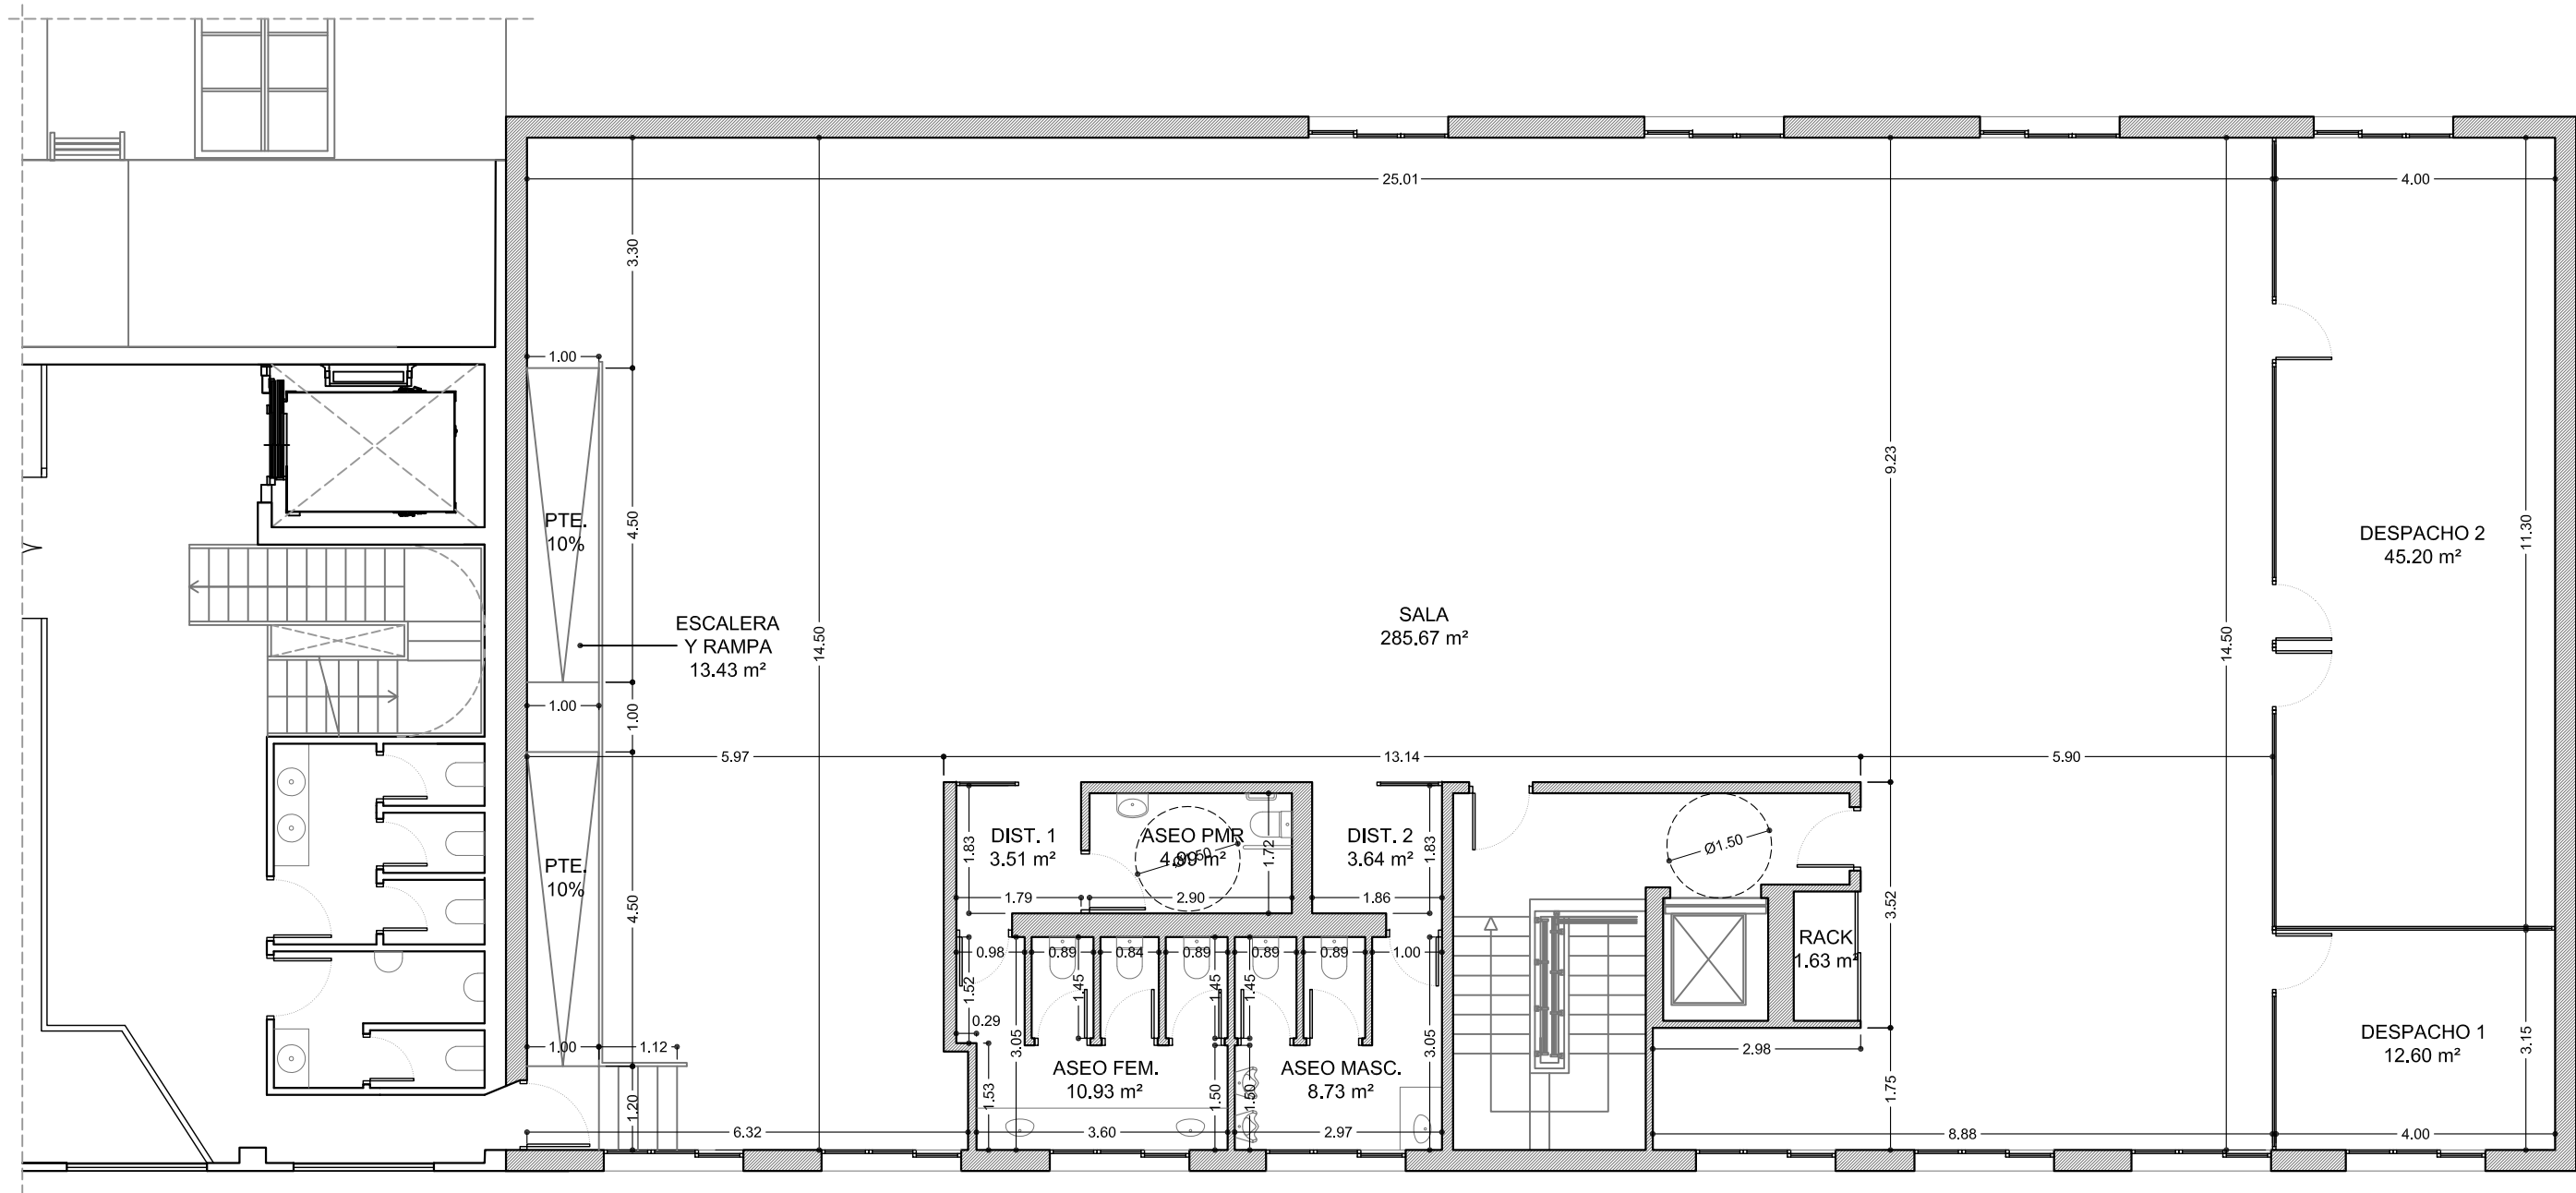 25.01
4.00
3.30
1.00
9.23
PTE.
10%
4.50
11.30
DESPACHO 2
45.20 m²
ESCALERA
Y RAMPA
13.43 m²
14.50
SALA
285.67 m²
14.50
1.00
1.00
5.97
13.14
5.90
PTE.
10%
4.50
1.83
DIST. 1
3.51 m²
ASEO PMR
4.99 m²
Ø1.50
1.72
DIST. 2
3.64 m²
1.83
Ø1.50
1.79
2.90
1.86
3.52
RACK
1.63 m²
0.98
0.89
0.84
0.89
0.89
0.89
1.00
1.52
1.45
1.45
1.45
0.29
3.05
3.05
1.00
1.12
2.98
DESPACHO 1
12.60 m²
3.15
ASEO FEM.
10.93 m²
ASEO MASC.
8.73 m²
1.20
1.53
1.50
1.50
1.75
6.32
3.60
2.97
8.88
4.00